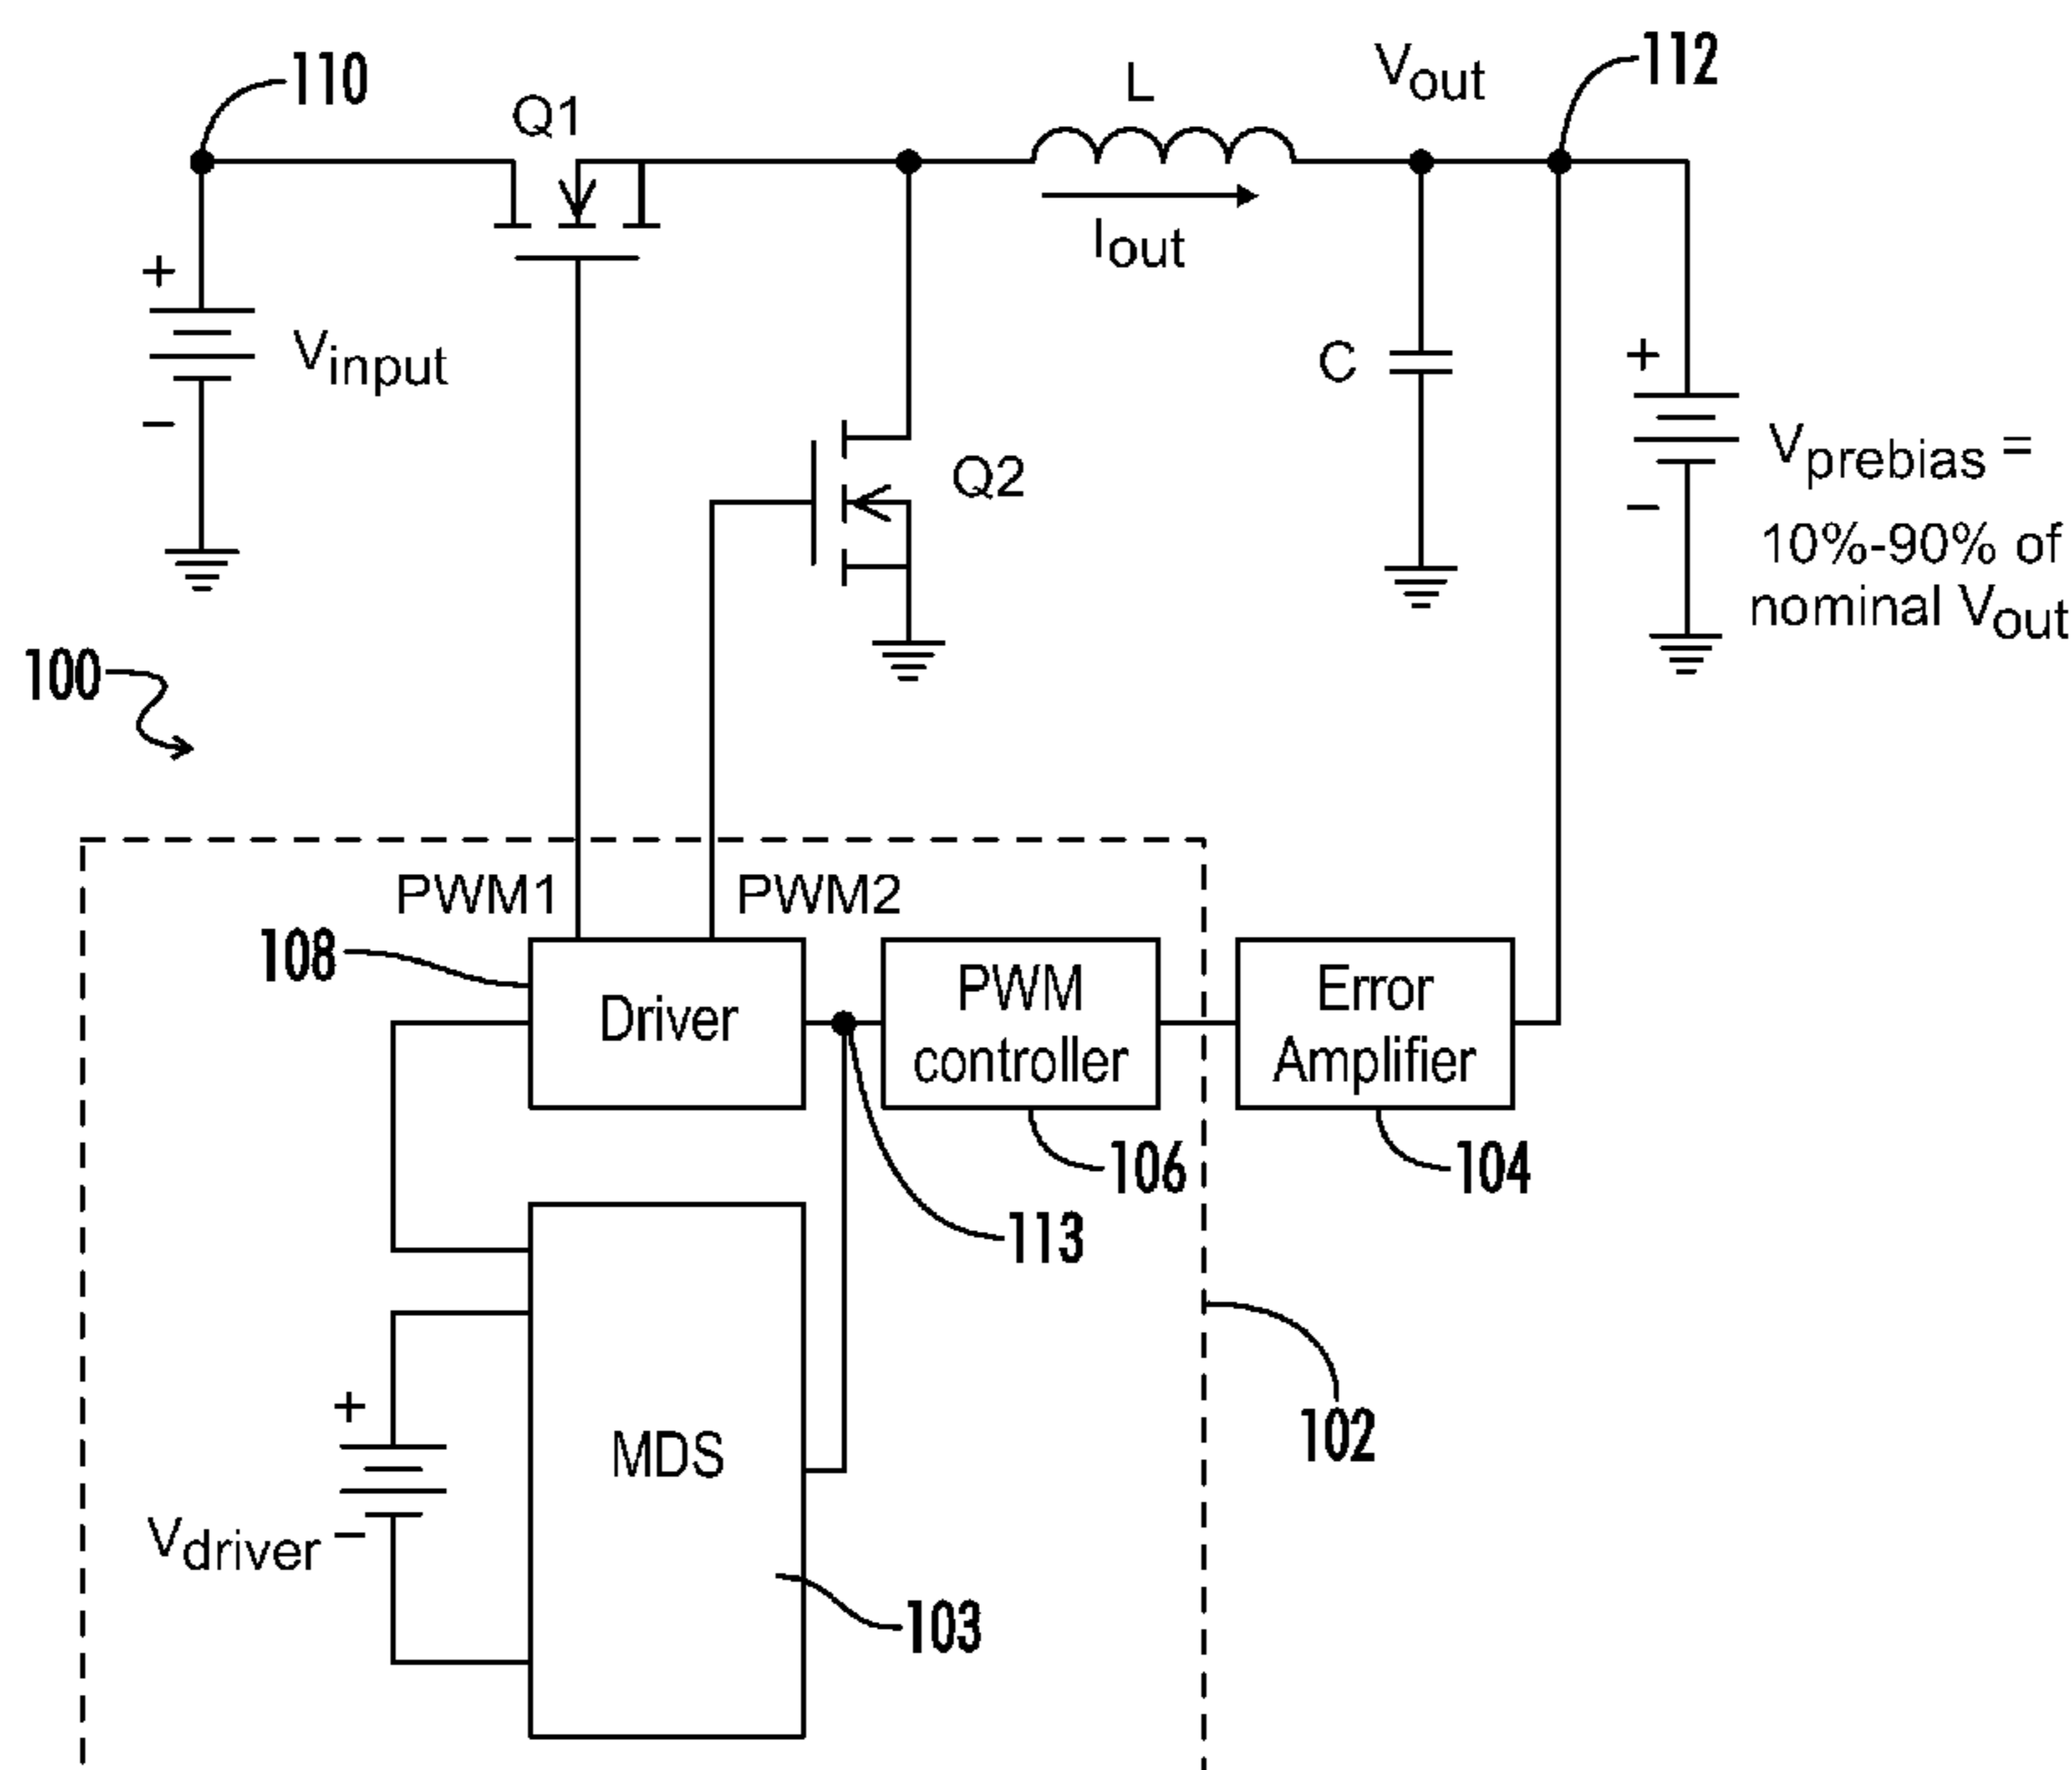 110
Q1
L
Vout
112
Iout
+
Vinput
−
C
+
Vprebias =
−
10%-90% of
nominal Vout
Q2
100
PWM1
PWM2
108
Driver
PWM
controller
Error
Amplifier
106
104
113
102
+
Vdriver
−
MDS
103